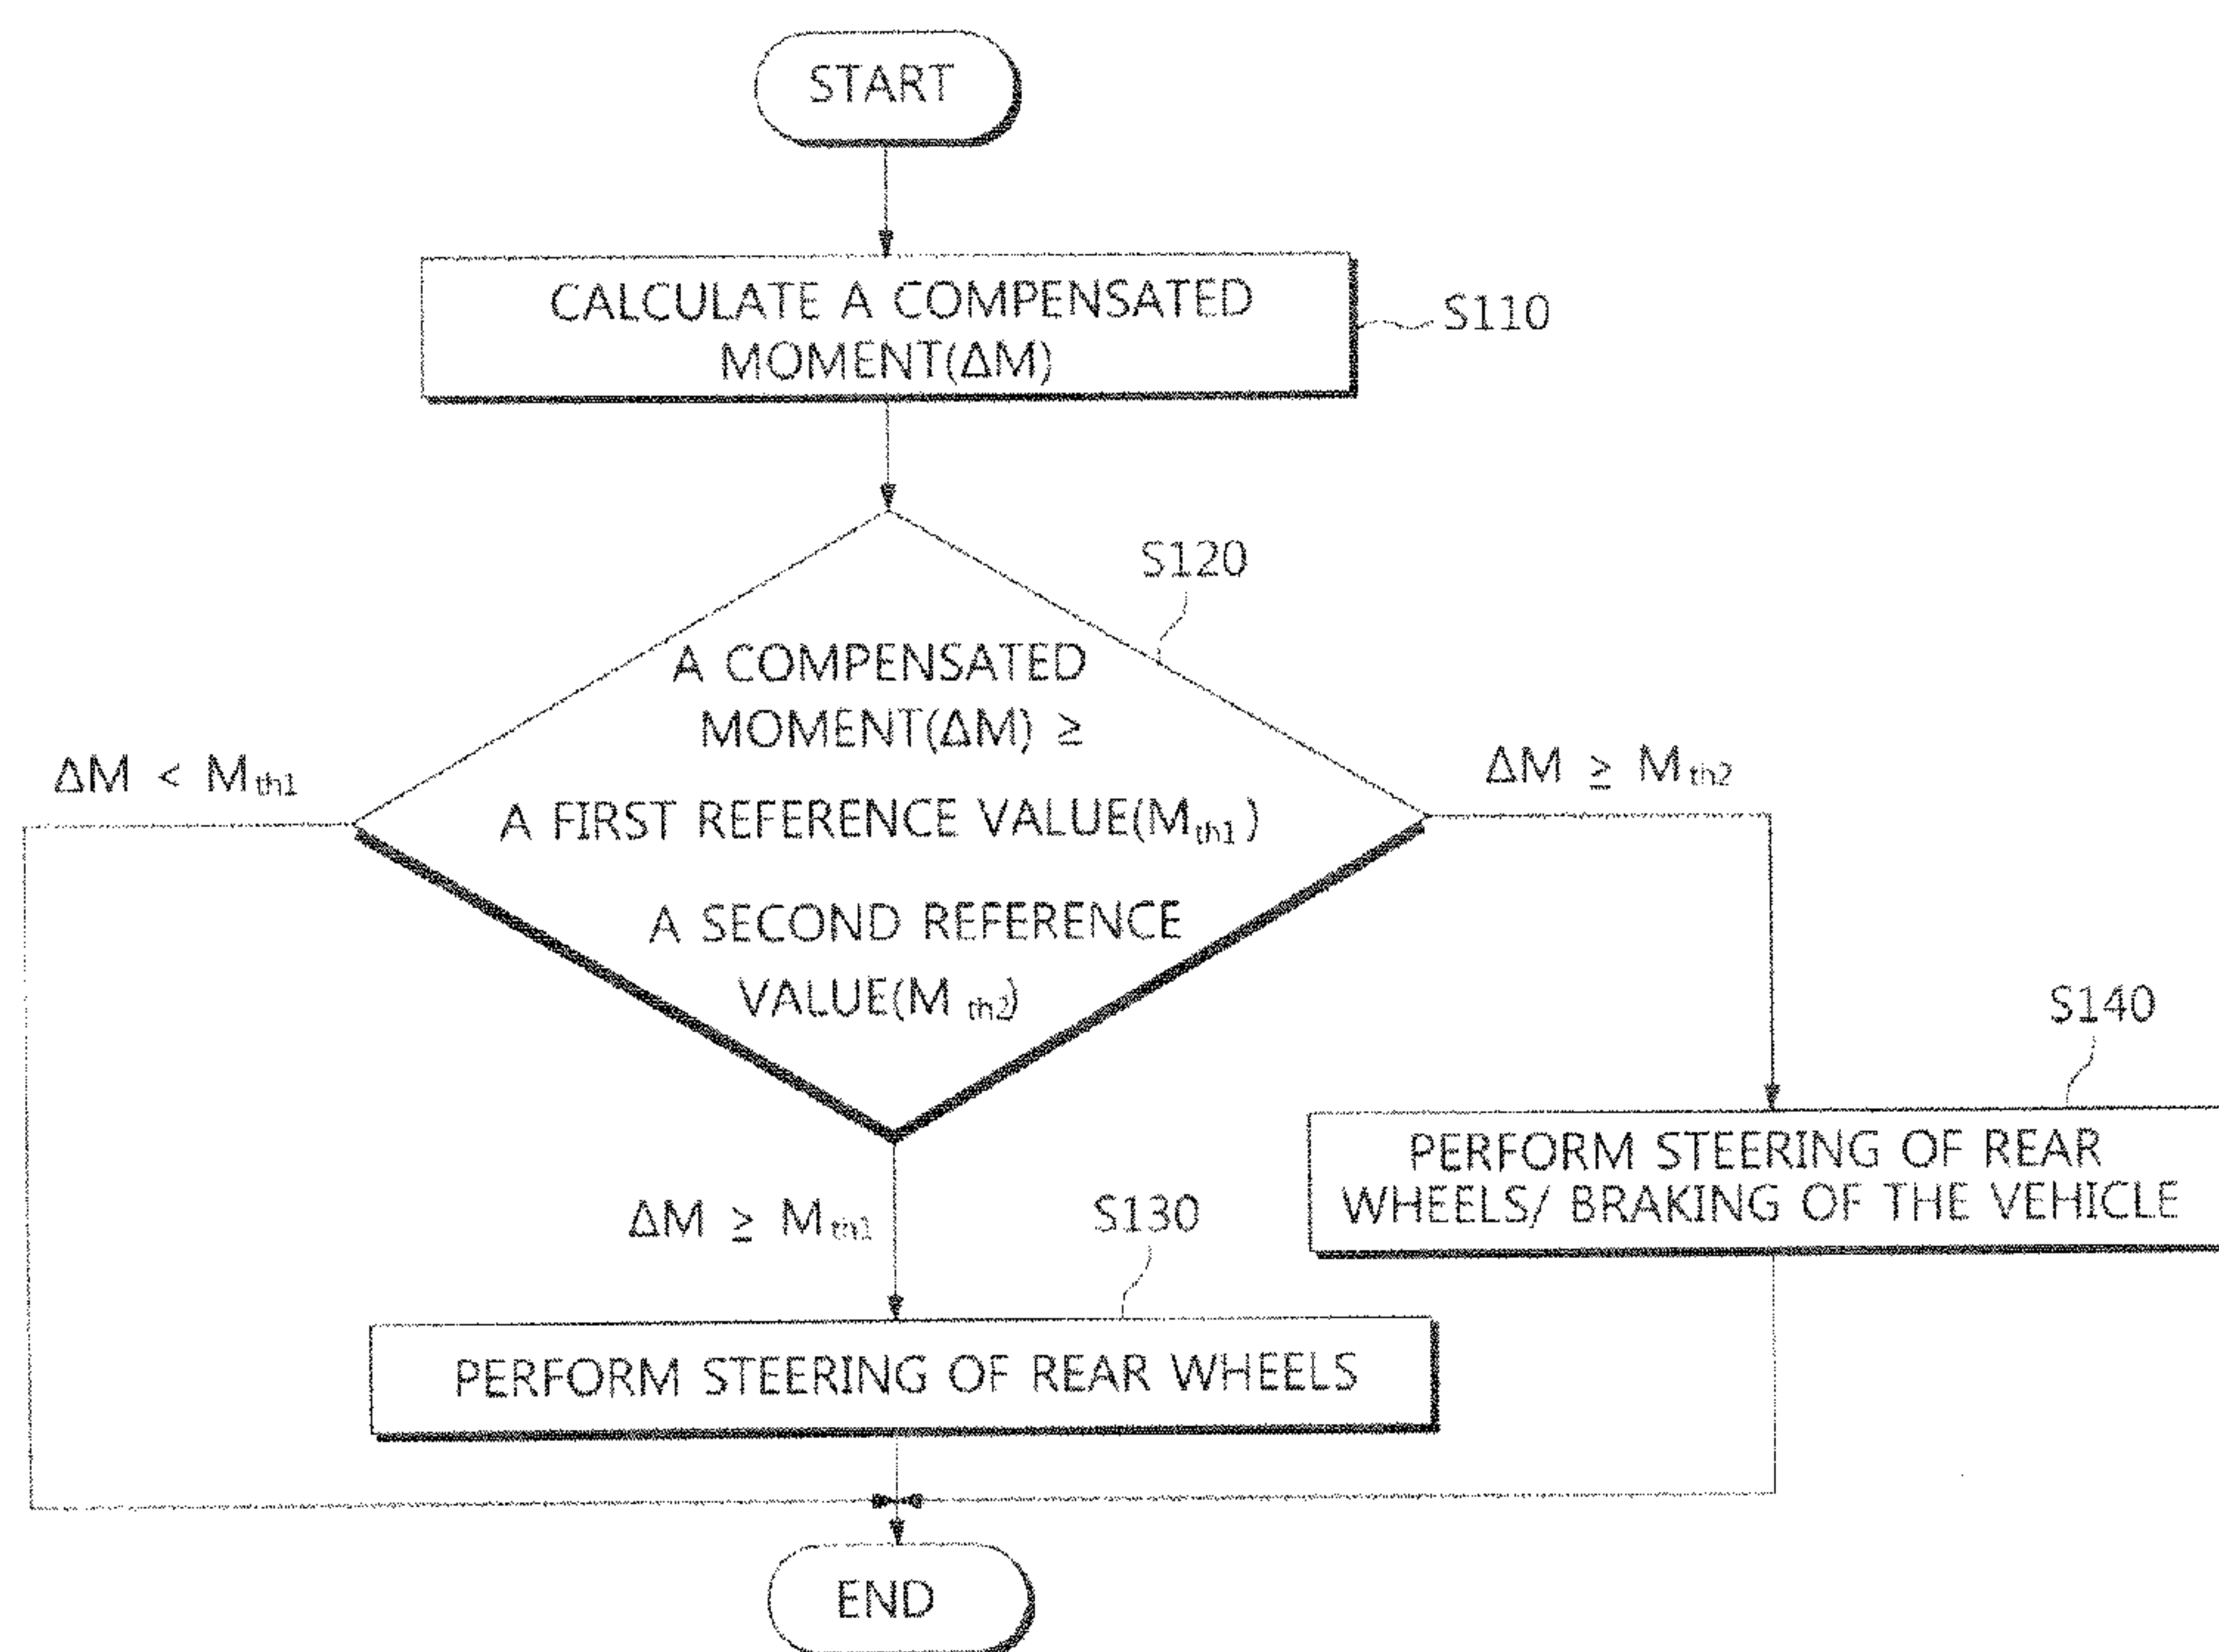 START
CALCULATE A COMPENSATED
MOMENT(ΔM)
S110
S120
A COMPENSATED
MOMENT(ΔM) ≥
A FIRST REFERENCE VALUE(Mth1)
A SECOND REFERENCE
VALUE(M th2)
ΔM < Mth1
ΔM ≥ Mth2
S140
PERFORM STEERING OF REAR
WHEELS/ BRAKING OF THE VEHICLE
ΔM ≥ Mth1
S130
PERFORM STEERING OF REAR WHEELS
END